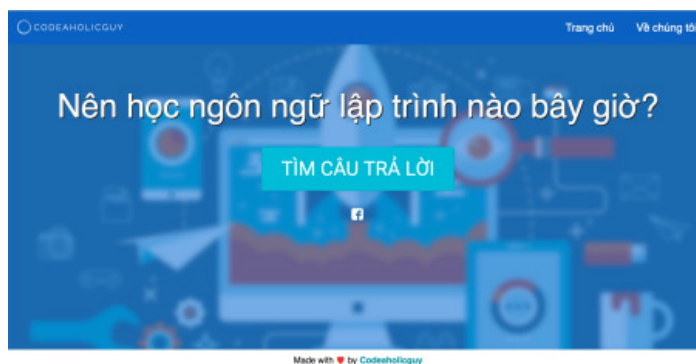 CODEAHOLICGUY
Trang chủ Về chúng tôi
Nên học ngôn ngữ lập trình nào bây giờ?
TÌM CÂU TRẢ LỜI
Made with ♥ by Codeaholicguy